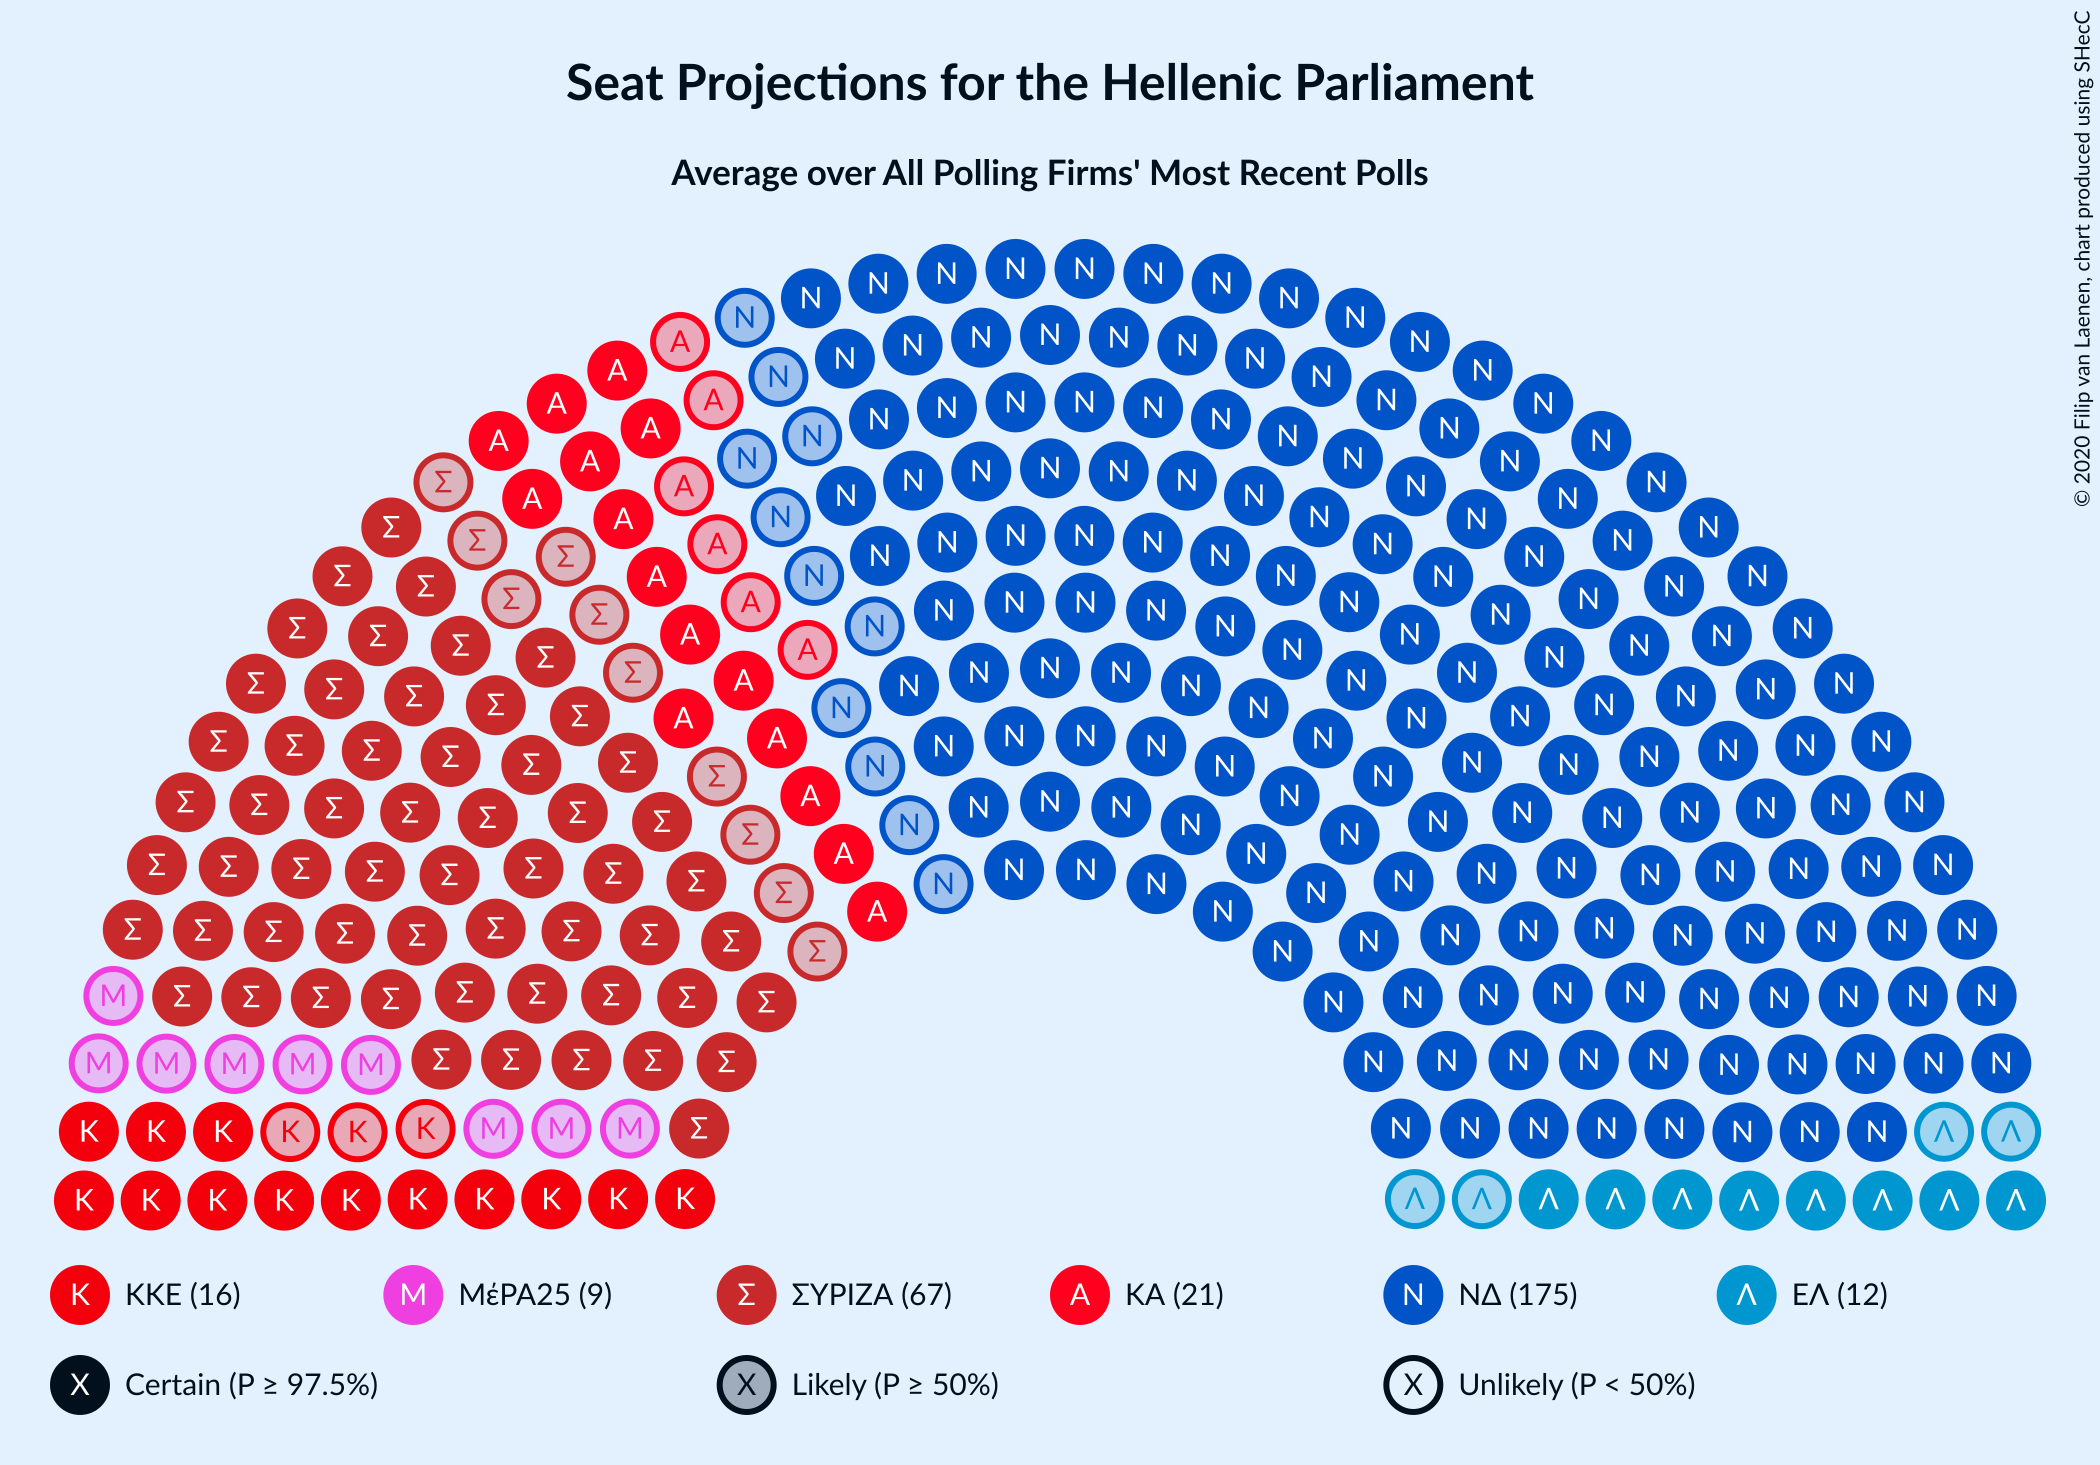 Seat Projections for the Hellenic Parliament
Average over All Polling Firms' Most Recent Polls
© 2020 Filip van Laenen, chart produced using SHecC
K ΚΚΕ (16)
M ΜέΡΑ25 (9)
Σ ΣΥΡΙΖΑ (67)
A ΚΑ (21)
N ΝΔ (175)
Λ ΕΛ (12)
X Certain (P ≥ 97.5%)
X Likely (P ≥ 50%)
X Unlikely (P < 50%)